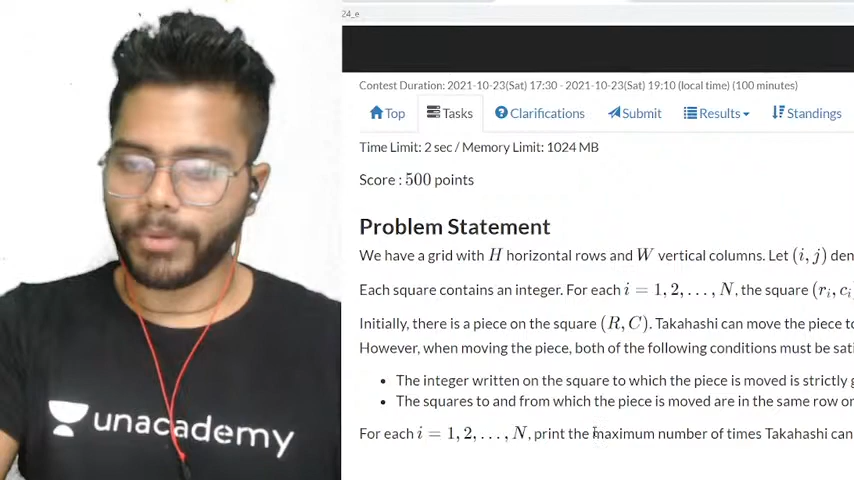 24_e
Contest Duration: 2021-10-23(Sat) 17:30 - 2021-10-23(Sat) 19:10 (local time) (100 minutes)
Top Tasks Clarifications Submit Results Standings
Time Limit: 2 sec / Memory Limit: 1024 MB
Score : 500 points
Problem Statement
We have a grid with H horizontal rows and W vertical columns. Let (i, j) den
Each square contains an integer. For each i = 1, 2, . . . , N, the square (r_i, c_i
Initially, there is a piece on the square (R, C). Takahashi can move the piece to
However, when moving the piece, both of the following conditions must be sati
• The integer written on the square to which the piece is moved is strictly g
• The squares to and from which the piece is moved are in the same row or
For each i = 1, 2, . . . , N, print the maximum number of times Takahashi can
unacademy